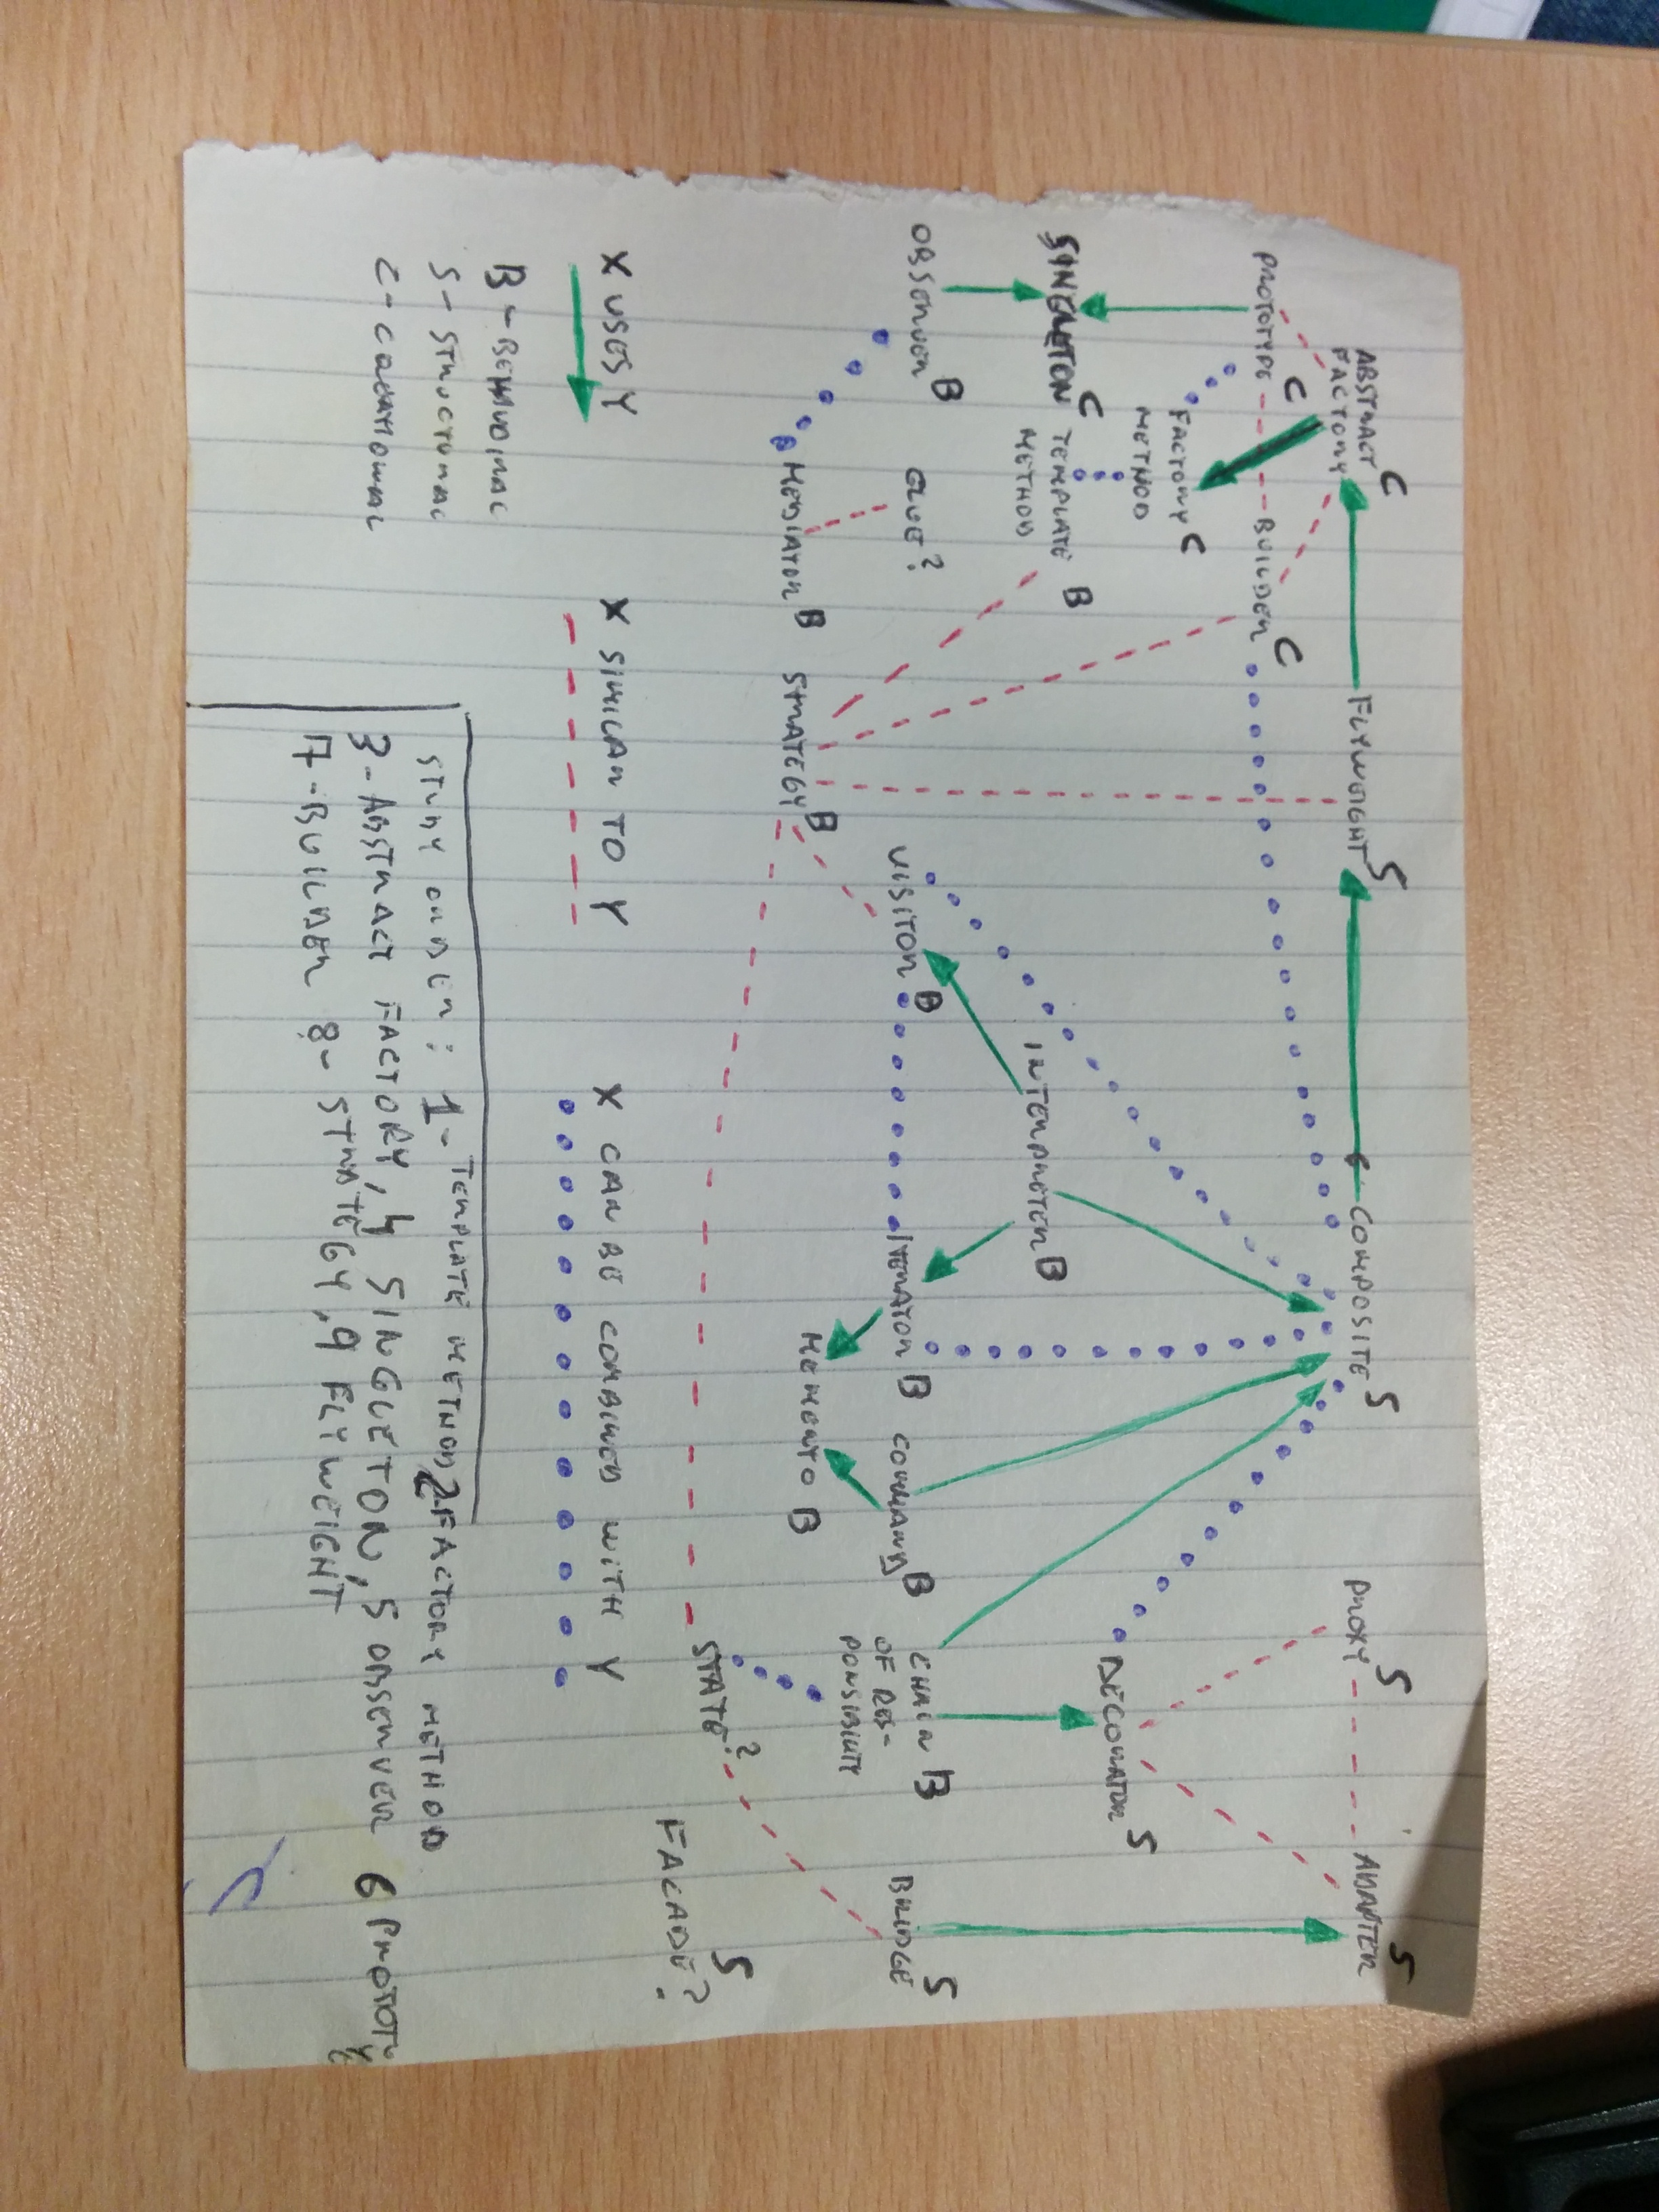 ABSTRACT C
FACTORY
FLYWEIGHT S
COMPOSITE S
PROXY S
ADAPTER S
PROTOTYPE C
BUILDER C
FACTORY C
METHOD
SINGLETON C
TEMPLATE B
METHOD
INTERPRETER B
DECORATOR S
OBSERVER B
GLUE?
VISITOR B
ITERATOR B
COMMAND B
CHAIN B
OF RES-
PONSIBILITY
BRIDGE S
MEDIATOR B
STRATEGY B
MEMENTO B
STATE?
FACADE? S
X USES Y
X SIMILAR TO Y
X CAN BE COMBINED WITH Y
B - BEHAVIORAL
S - STRUCTURAL
C - CREATIONAL
STUDY ORDER: 1- TEMPLATE METHOD 2 FACTORY METHOD
3- ABSTRACT FACTORY, 4 SINGLETON, 5 OBSERVER 6 PROTOTY
7- BUILDER 8- STRATEGY, 9 FLYWEIGHT